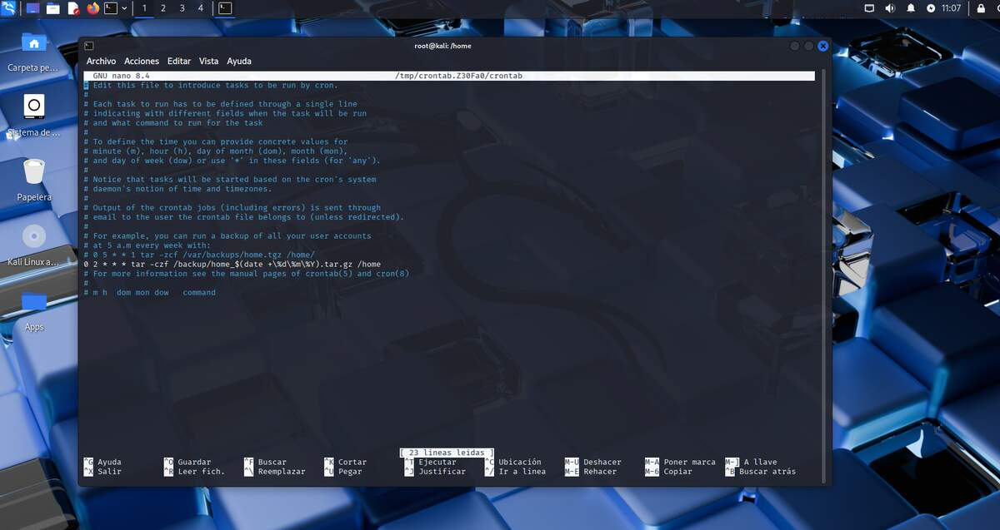 1 2 3 4
11:07
Carpeta pe...
Sistema de ...
Papelera
Kali Linux a...
Apps
root@kali: /home
Archivo Acciones Editar Vista Ayuda
GNU nano 8.4 /tmp/crontab.Z30Fa0/crontab
# Edit this file to introduce tasks to be run by cron.
#
# Each task to run has to be defined through a single line
# indicating with different fields when the task will be run
# and what command to run for the task
#
# To define the time you can provide concrete values for
# minute (m), hour (h), day of month (dom), month (mon),
# and day of week (dow) or use '*' in these fields (for 'any').
#
# Notice that tasks will be started based on the cron's system
# daemon's notion of time and timezones.
#
# Output of the crontab jobs (including errors) is sent through
# email to the user the crontab file belongs to (unless redirected).
#
# For example, you can run a backup of all your user accounts
# at 5 a.m every week with:
# 0 5 * * 1 tar -zcf /var/backups/home.tgz /home/
0 2 * * * tar -czf /backup/home_$(date +\%d\%m\%Y).tar.gz /home
# For more information see the manual pages of crontab(5) and cron(8)
#
# m h  dom mon dow   command
[ 23 líneas leídas ]
^G Ayuda ^O Guardar ^F Buscar ^K Cortar ^T Ejecutar ^C Ubicación M-U Deshacer M-A Poner marca M-] A llave
^X Salir ^R Leer fich. ^\ Reemplazar ^U Pegar ^J Justificar ^/ Ir a línea M-E Rehacer M-6 Copiar ^B Buscar atrás